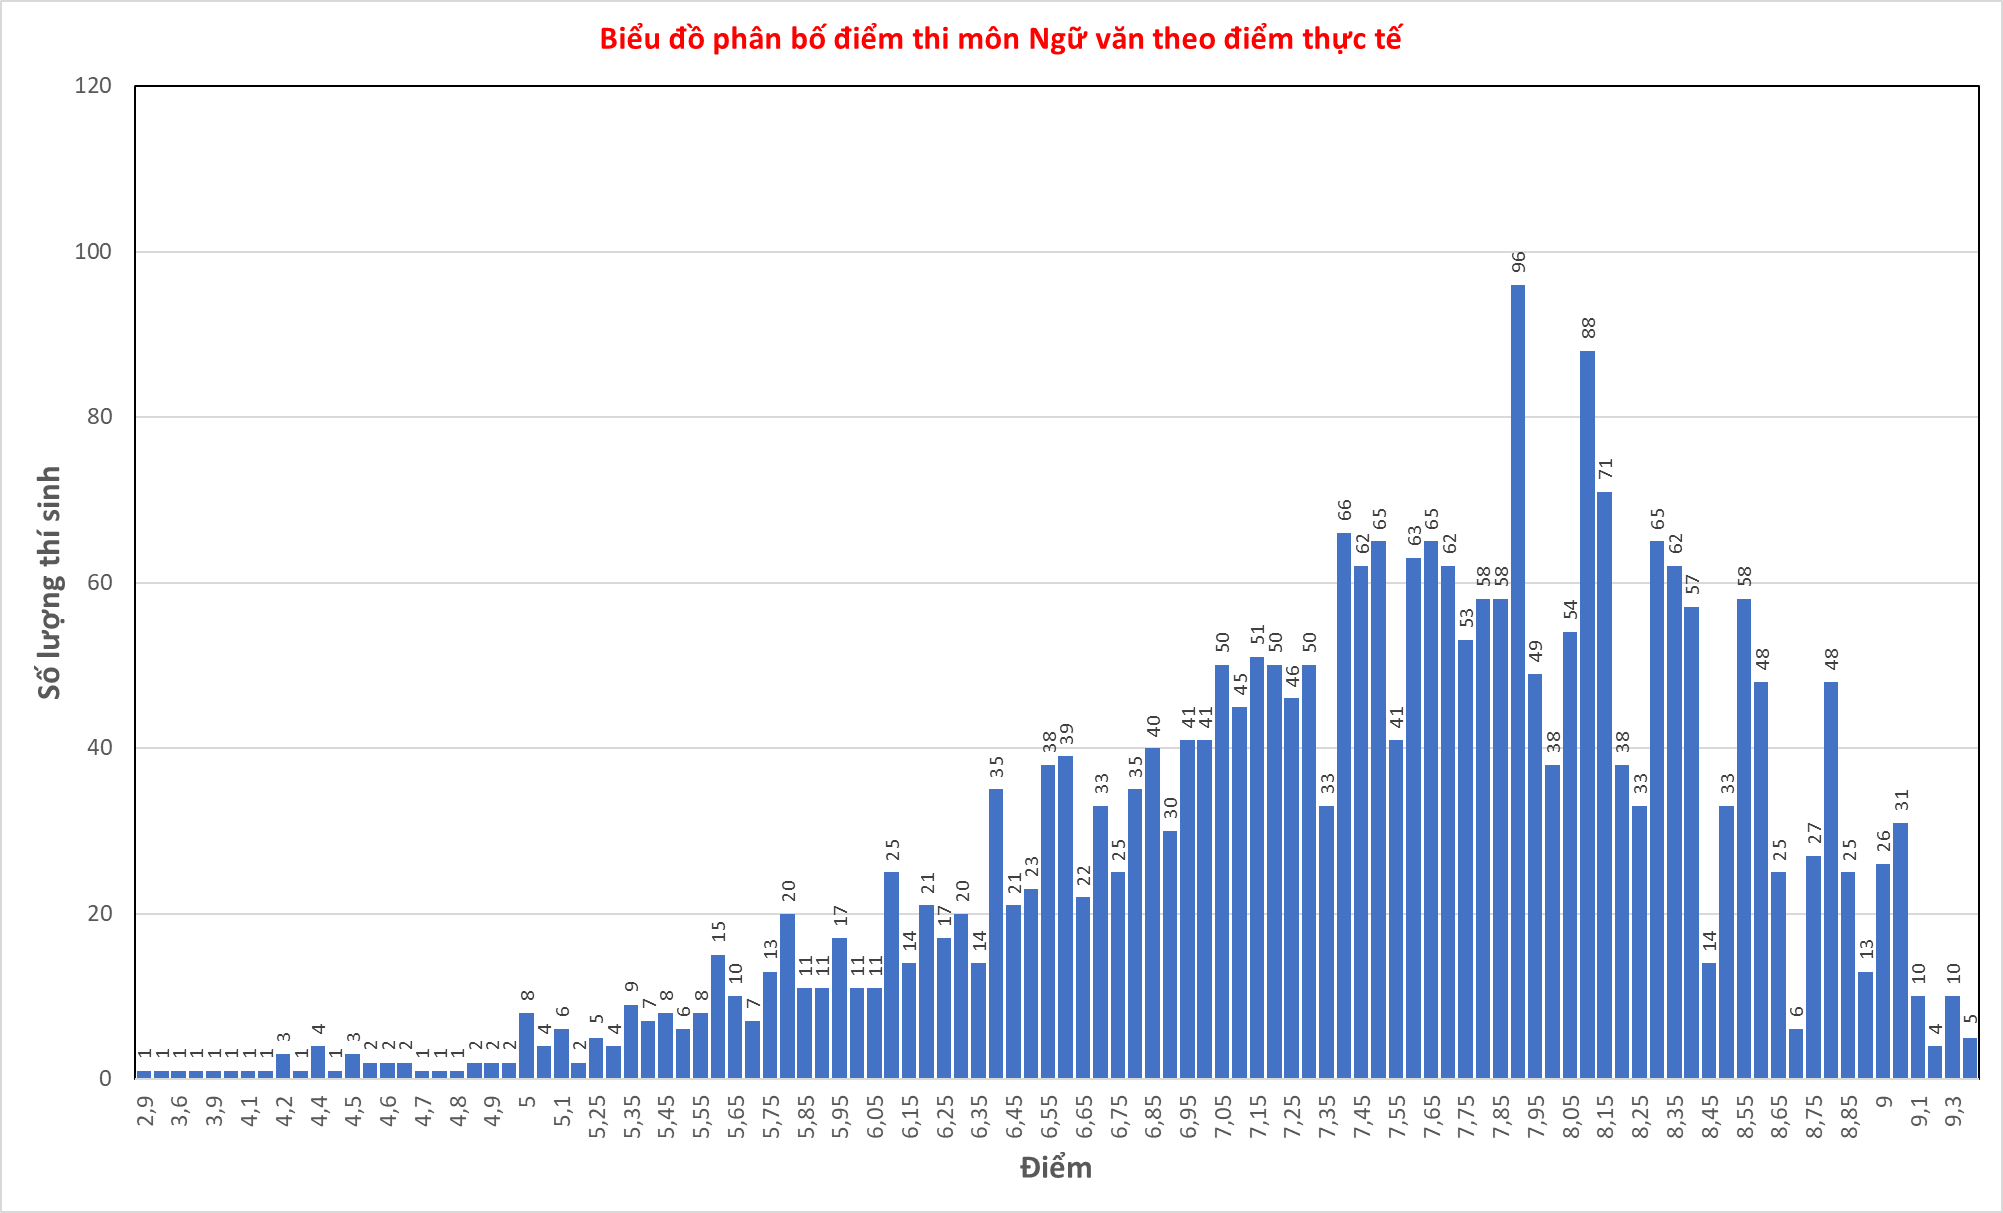 Biểu đồ phân bố điểm thi môn Ngữ văn theo điểm thực tế
120
100
80
60
40
20
0
Số lượng thí sinh
1 1 1 1 1 1 1 1 3 1 4 1 3 2 2 2 1 1 1 2 2 2 8 4 6 2 5 4 9 7 8 6 8 15 10 7 13 20 11 11 17 11 11 25 14 21 17 20 14 35 21 23 38 39 22 33 25 35 40 30 41 41 50 45 51 50 46 50 33 66 62 65 41 63 65 62 53 58 58 96 49 38 54 88 71 38 33 65 62 57 14 33 58 48 25 6 27 48 25 13 26 31 10 4 10 5
2,9 3,6 3,9 4,1 4,2 4,4 4,5 4,6 4,7 4,8 4,9 5 5,1 5,25 5,35 5,45 5,55 5,65 5,75 5,85 5,95 6,05 6,15 6,25 6,35 6,45 6,55 6,65 6,75 6,85 6,95 7,05 7,15 7,25 7,35 7,45 7,55 7,65 7,75 7,85 7,95 8,05 8,15 8,25 8,35 8,45 8,55 8,65 8,75 8,85 9 9,1 9,3
Điểm